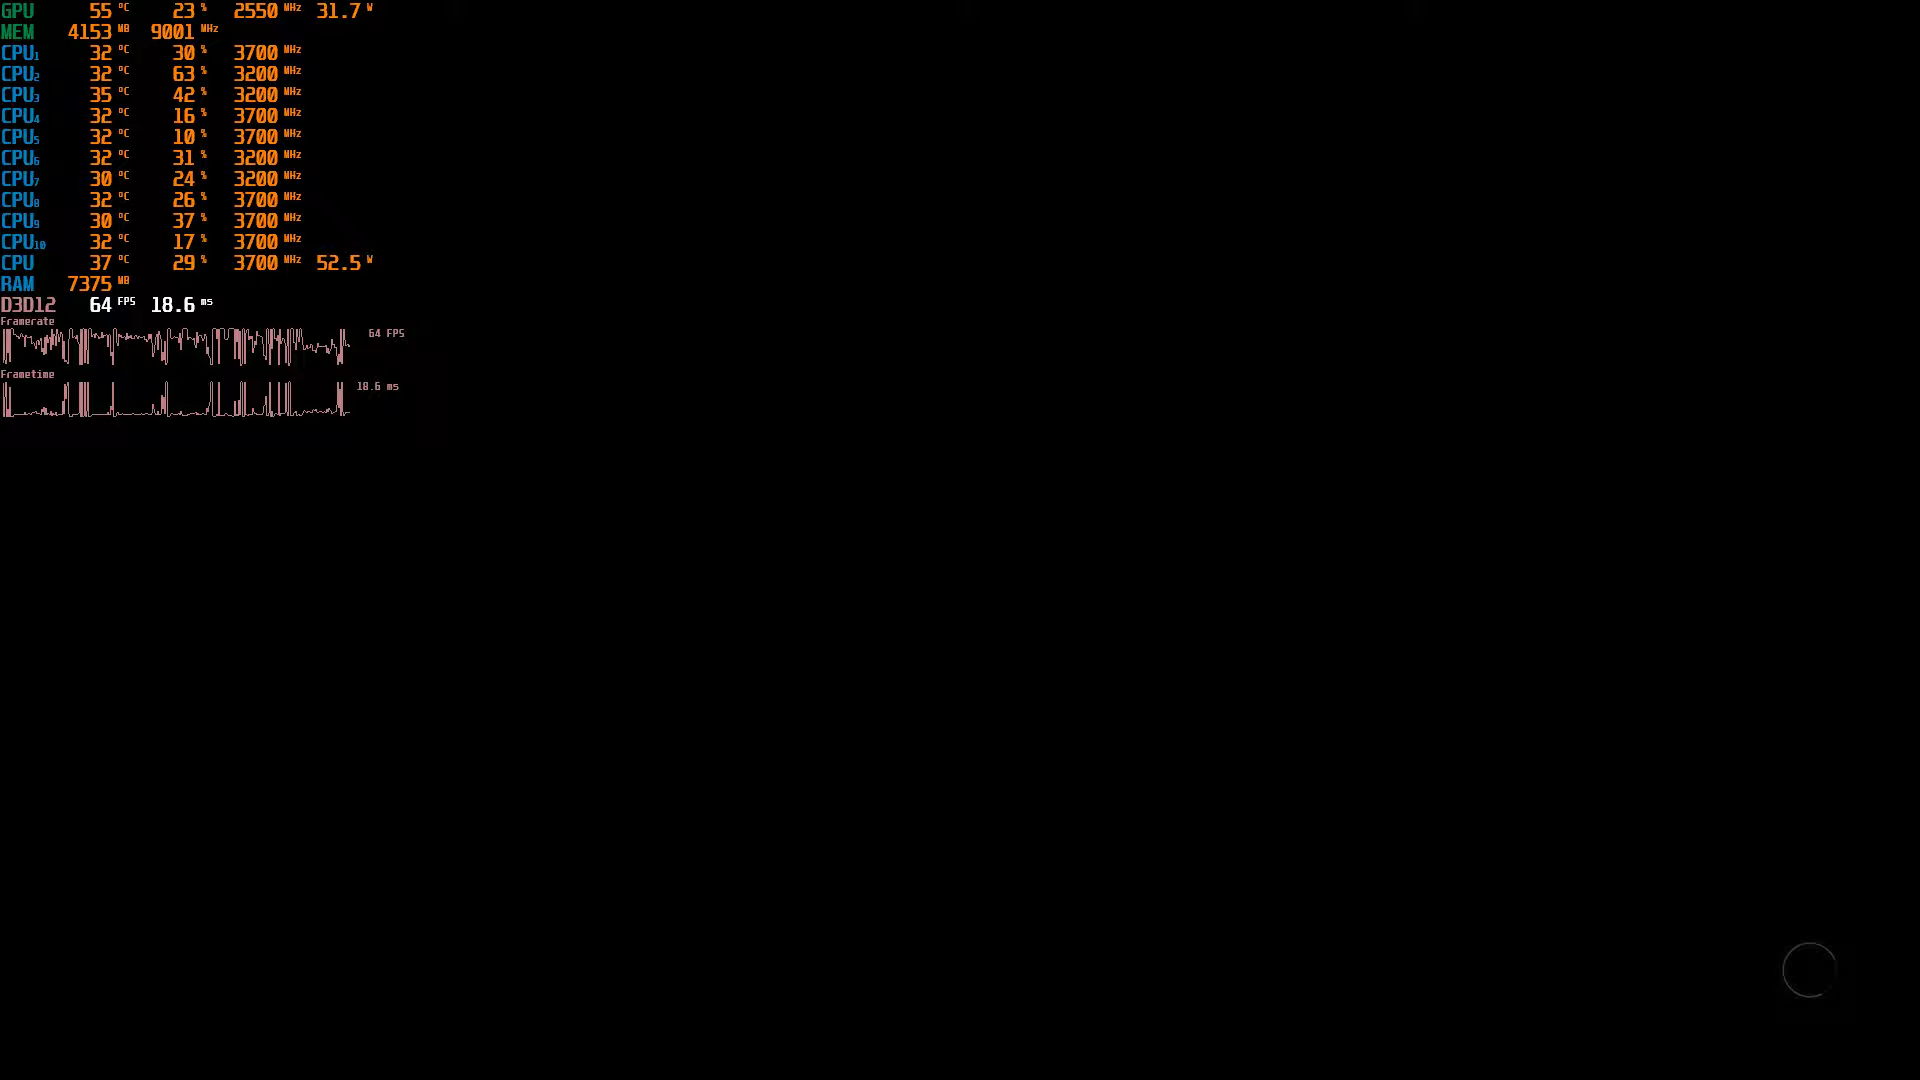 GPU 55 °C 23 % 2550 MHz 31.7 W
MEM 4153 MB 9001 MHz
CPU1 32 °C 30 % 3700 MHz
CPU2 32 °C 63 % 3200 MHz
CPU3 35 °C 42 % 3200 MHz
CPU4 32 °C 16 % 3700 MHz
CPU5 32 °C 10 % 3700 MHz
CPU6 32 °C 31 % 3200 MHz
CPU7 30 °C 24 % 3200 MHz
CPU8 32 °C 26 % 3700 MHz
CPU9 30 °C 37 % 3700 MHz
CPU10 32 °C 17 % 3700 MHz
CPU 37 °C 29 % 3700 MHz 52.5 W
RAM 7375 MB
D3D12 64 FPS 18.6 ms
Framerate
64 FPS
Frametime
18.6 ms